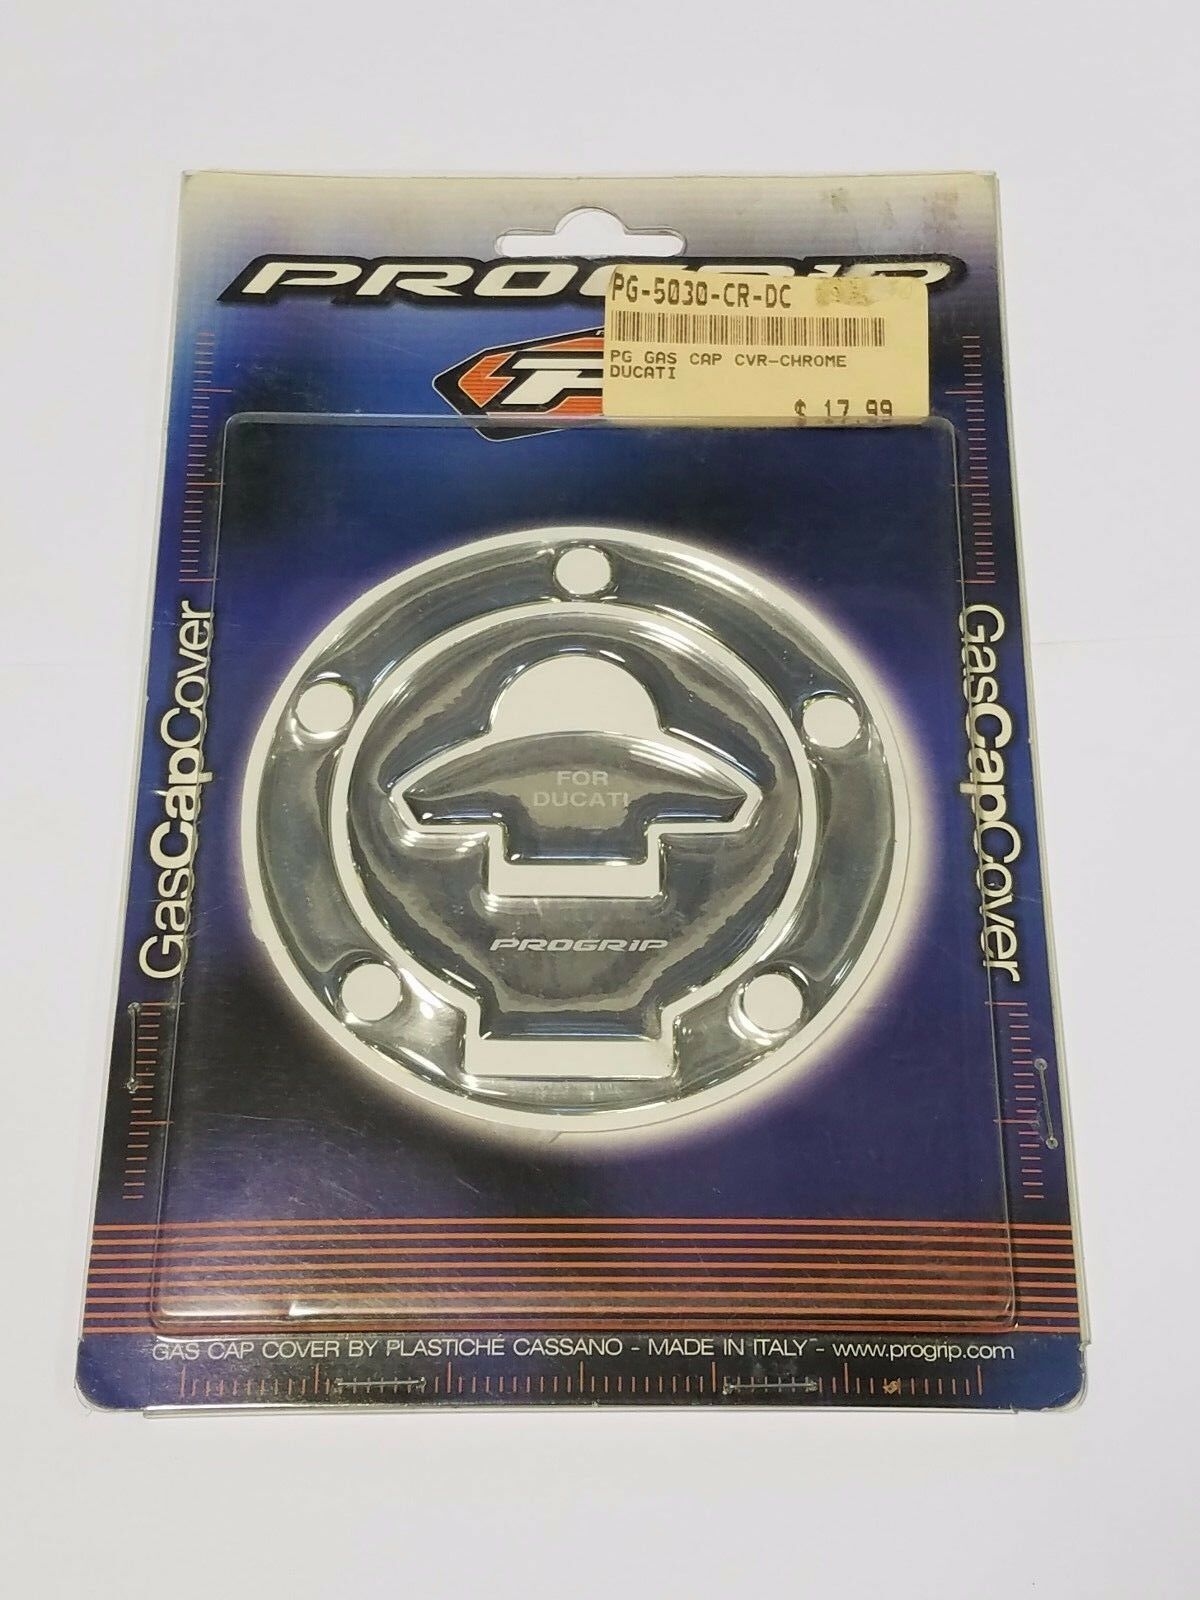 PROGRIP
PG-5030-CR-DC
PG GAS CAP CVR-CHROME
DUCATI
$ 17.99
GasCapCover
GasCapCover
FOR
DUCATI
PROGRIP
GAS CAP COVER BY PLASTICHE CASSANO - MADE IN ITALY - www.progrip.com